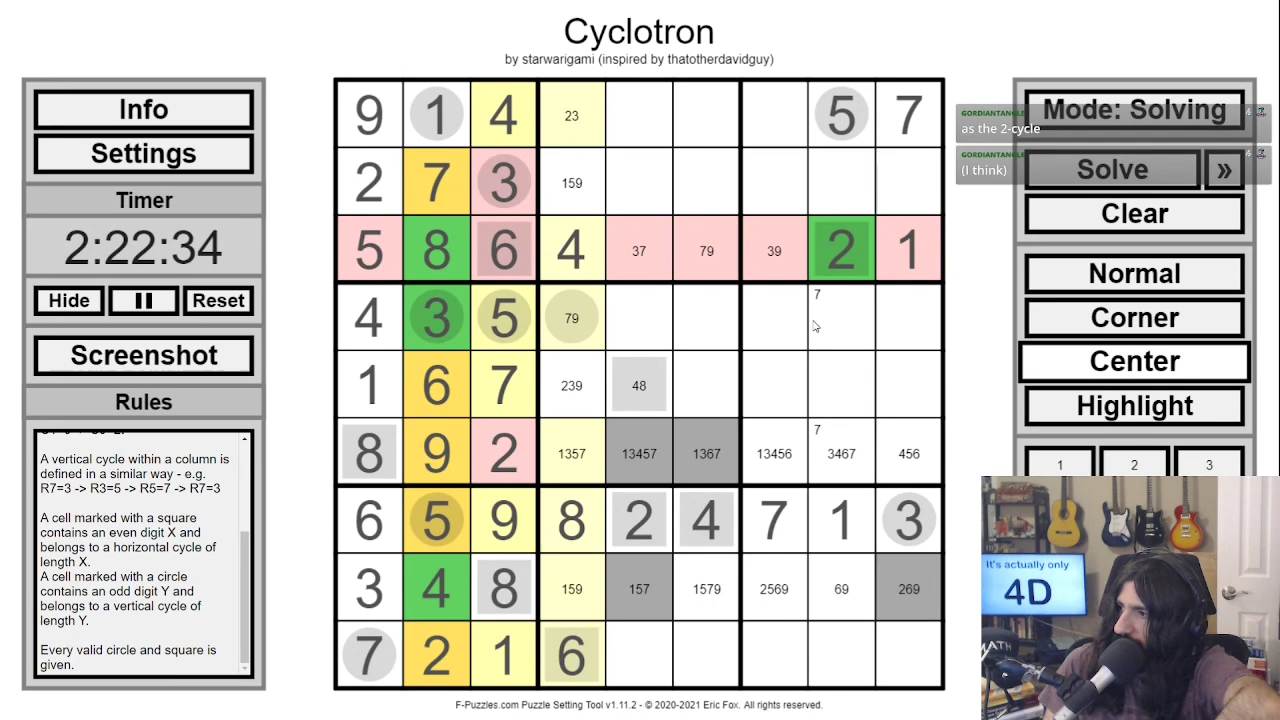 Cyclotron
by starwarigami (inspired by thatotherdavidguy)
Info
Settings
Timer
2:22:34
Hide
Reset
Screenshot
Rules
A vertical cycle within a column is
defined in a similar way - e.g.
R7=3 -> R3=5 -> R5=7 -> R7=3
A cell marked with a square
contains an even digit X and
belongs to a horizontal cycle of
length X.
A cell marked with a circle
contains an odd digit Y and
belongs to a vertical cycle of
length Y.
Every valid circle and square is
given.
9 1 4 23 5 7
2 7 3 159
5 8 6 4 37 79 39 2 1
4 3 5 79 7
1 6 7 239 48
8 9 2 1357 13457 1367 13456 7 3467 456
6 5 9 8 2 4 7 1 3
3 4 8 159 157 1579 2569 69 269
7 2 1 6
F-Puzzles.com Puzzle Setting Tool v1.11.2 - © 2020-2021 Eric Fox. All rights reserved.
Mode: Solving
GORDIANTANGLE
as the 2-cycle
GORDIANTANGLE
(I think)
Solve »
Clear
Normal
Corner
Center
Highlight
1 2 3
It's actually only
4D
MATH